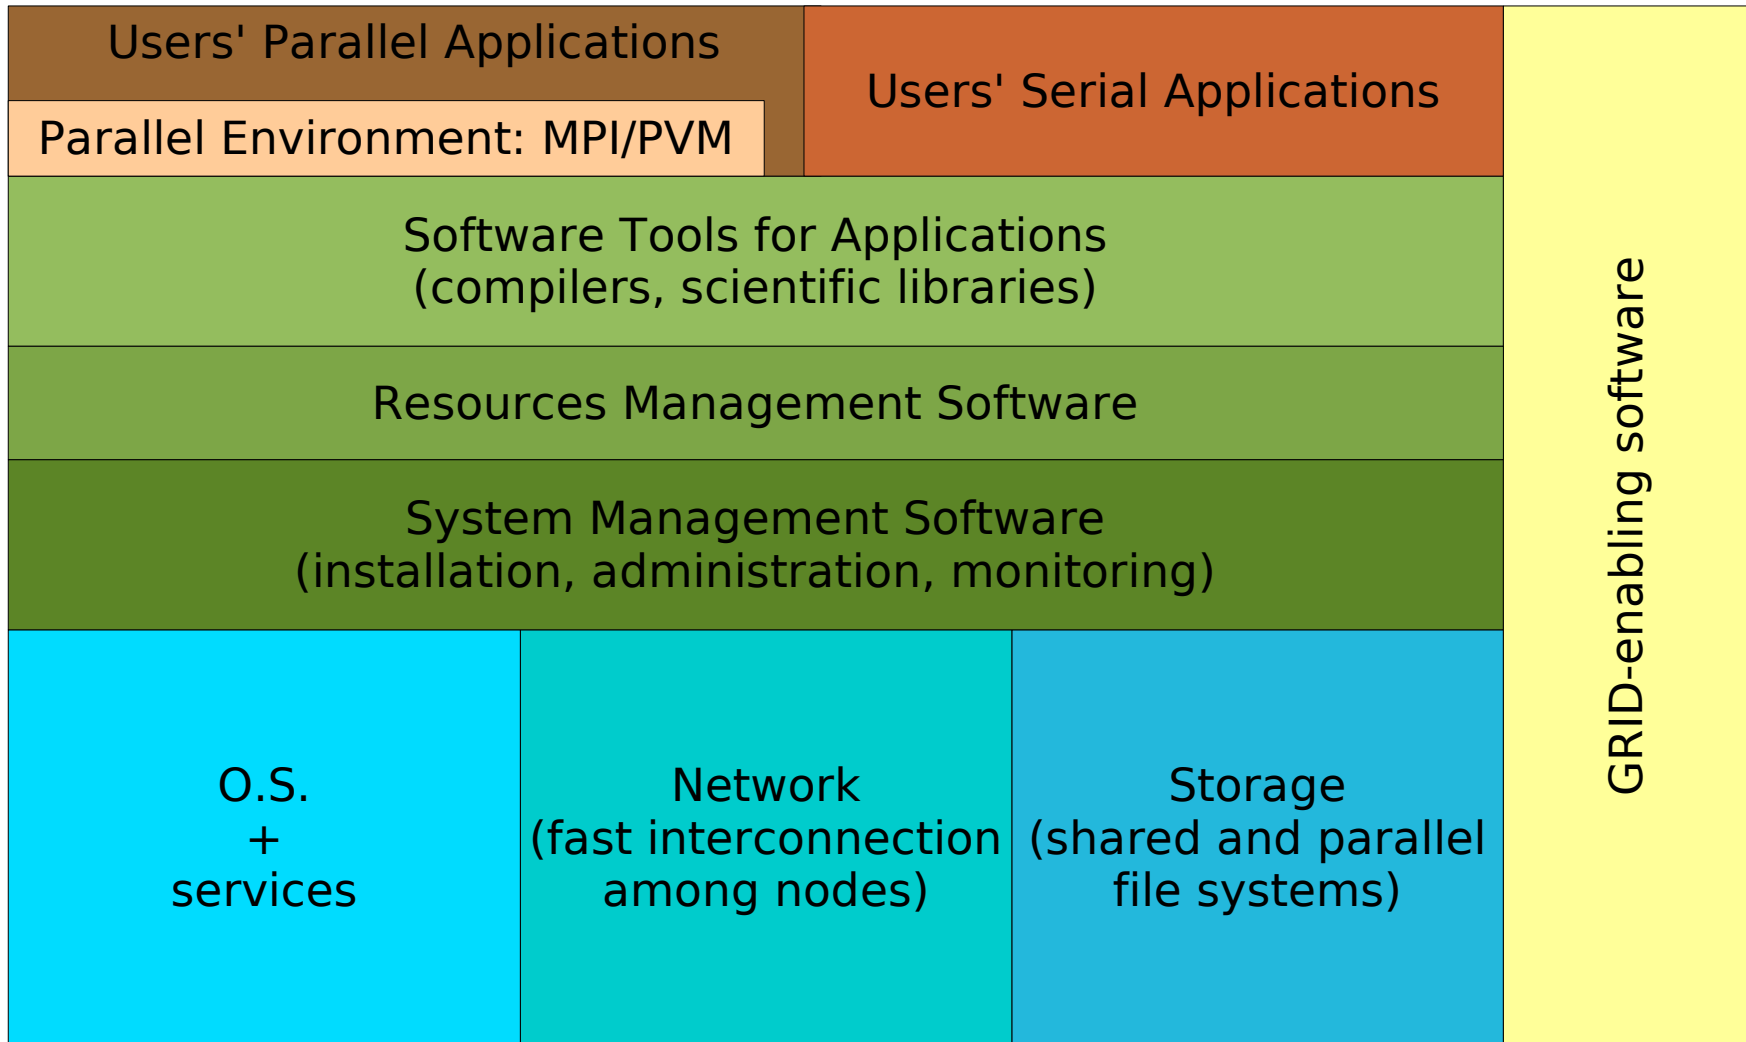 Users' Parallel Applications
Users' Serial Applications
Parallel Environment: MPI/PVM
Software Tools for Applications
(compilers, scientific libraries)
Resources Management Software
System Management Software
(installation, administration, monitoring)
O.S.
+
services
Network
(fast interconnection
among nodes)
Storage
(shared and parallel
file systems)
GRID-enabling software